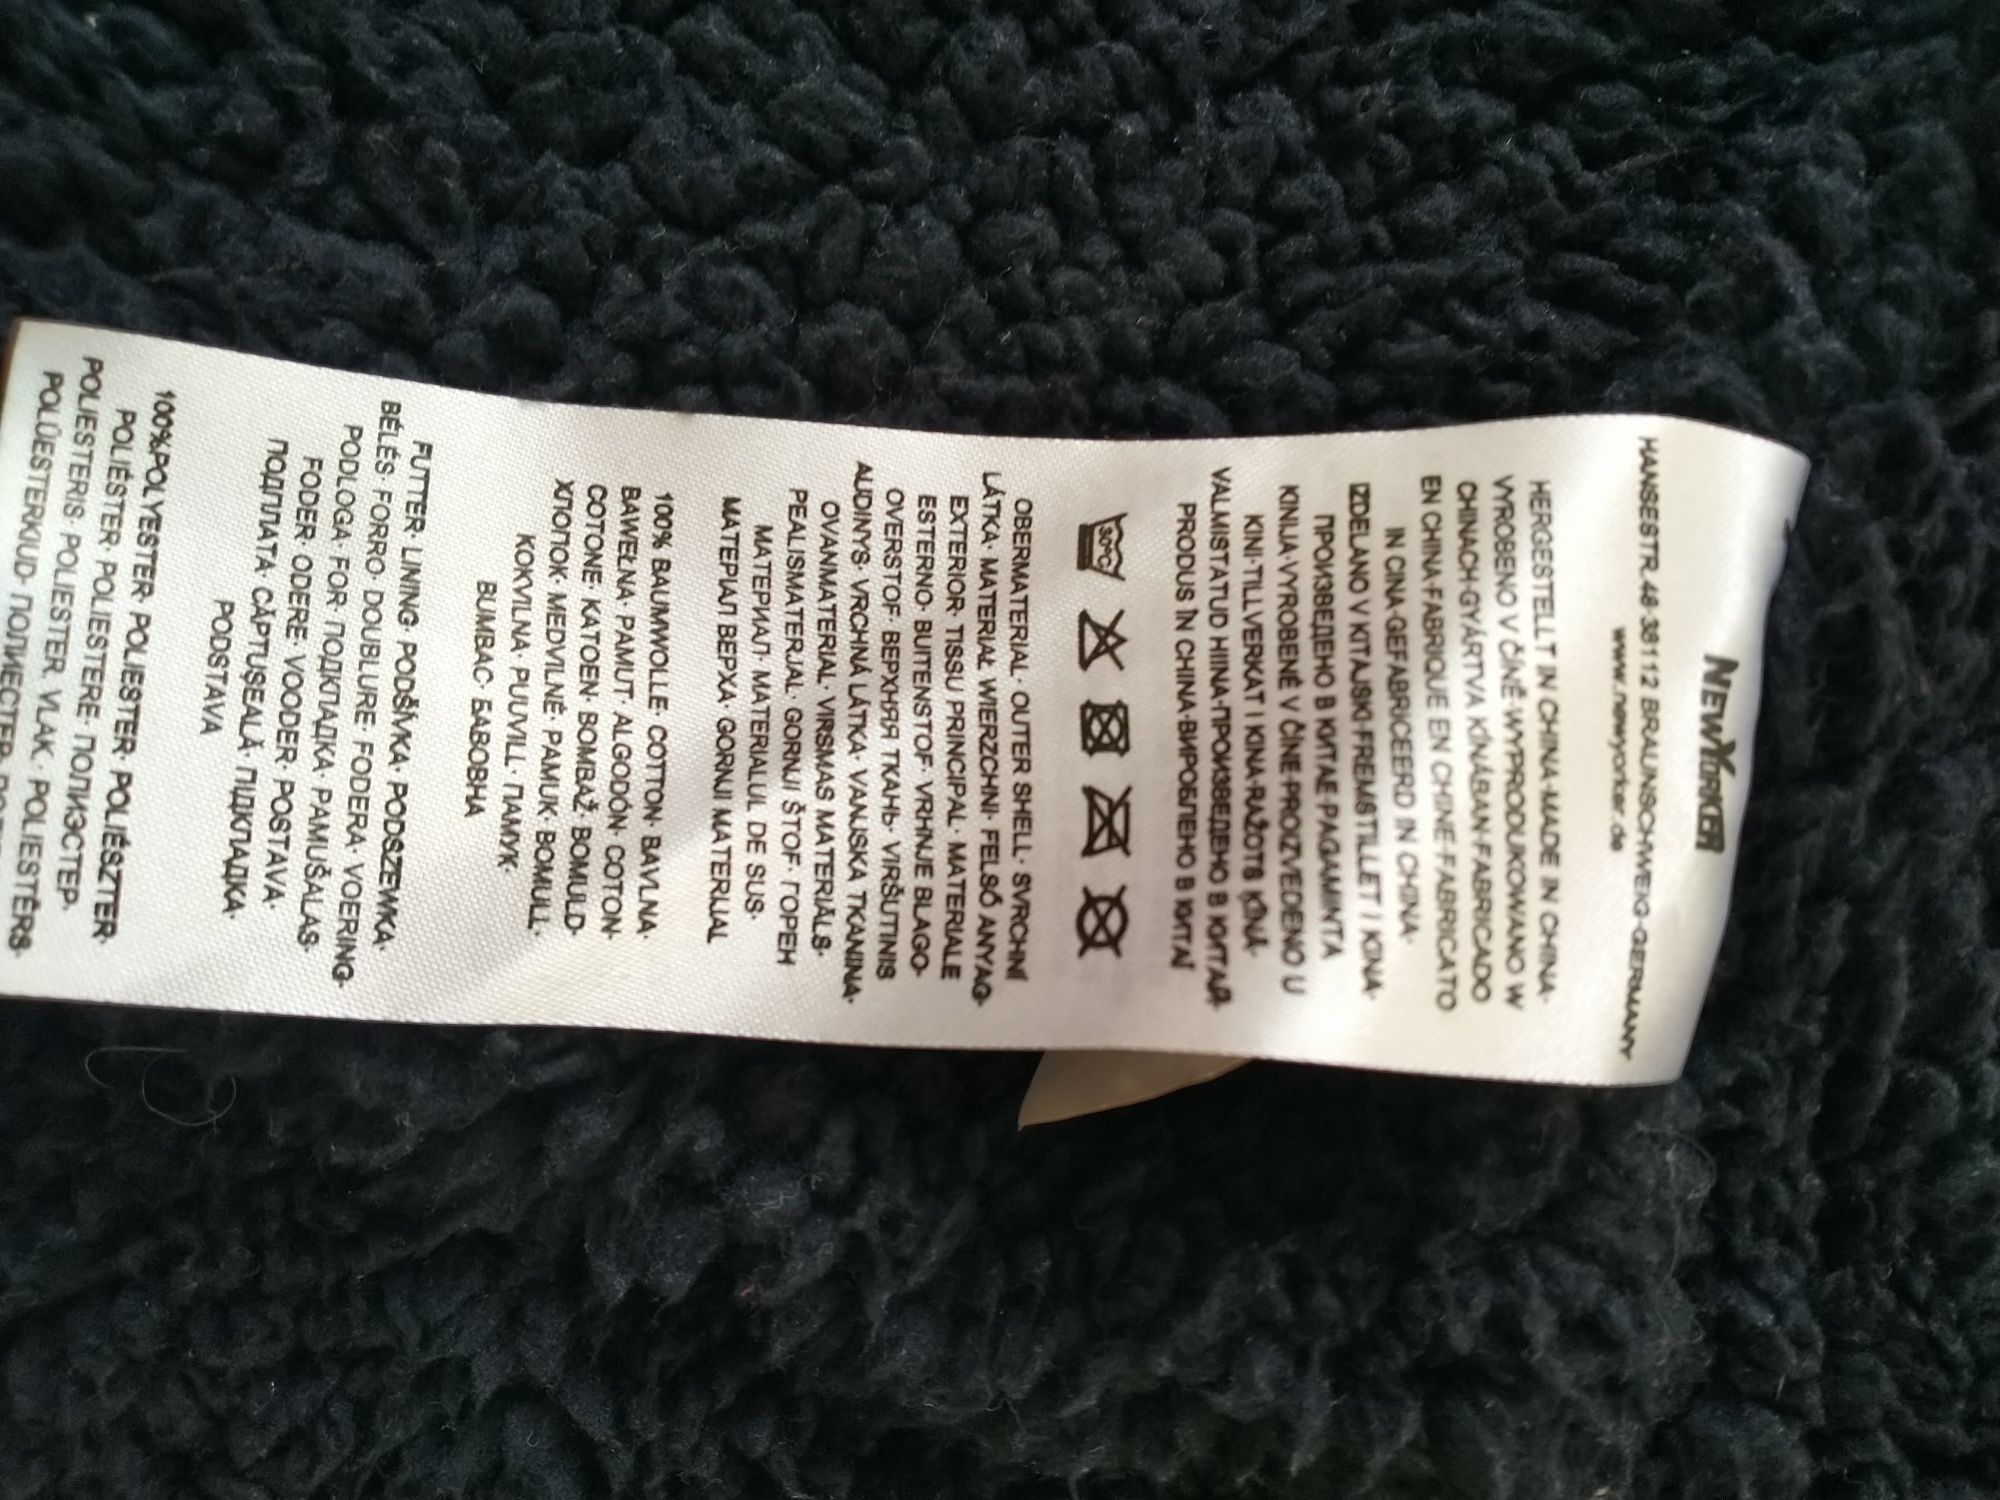 NEWYORKER
HANSESTR. 48 38112 BRAUNSCHWEIG-GERMANY
www.newyorker.de
HERGESTELLT IN CHINA·MADE IN CHINA·
VYROBENO V ČÍNĚ·WYPRODUKOWANO W
CHINACH·GYÁRTVA KÍNÁBAN·FABRICADO
EN CHINA·FABRIQUE EN CHINE·FABRICATO
IN CINA·GEFABRICEERD IN CHINA·
IZDELANO V KITAJSKI·FREMSTILLET I KINA·
ПРОИЗВЕДЕНО В КИТАЕ·PAGAMINTA
KINIJA·VYROBENÉ V ČÍNE·PROIZVEDENO U
KINI·TILLVERKAT I KINA·RAŽOTS ĶĪNĀ·
VALMISTATUD HIINA·ПРОИЗВЕДЕНО В КИТАЙ·
PRODUS ÎN CHINA·ВИРОБЛЕНО В КИТАЇ
30°C
OBERMATERIAL· OUTER SHELL· SVRCHNÍ
LÁTKA· MATERIAŁ WIERZCHNI· FELSŐ ANYAG·
EXTERIOR· TISSU PRINCIPAL· MATERIALE
ESTERNO· BUITENSTOF· VRHNJE BLAGO·
OVERSTOF· ВЕРХНЯЯ ТКАНЬ· VIRŠUTINIS
AUDINYS· VRCHNÁ LÁTKA· VANJSKA TKANINA·
OVANMATERIAL· VIRSMAS MATERIĀLS·
PEALISMATERJAL· GORNJI ŠTOF· ГОРЕН
МАТЕРИАЛ· MATERIALUL DE SUS·
МАТЕРІАЛ ВЕРХА· GORNJI MATERIJAL
100% BAUMWOLLE· COTTON· BAVLNA·
BAWEŁNA· PAMUT· ALGODÓN· COTON·
COTONE· KATOEN· BOMBAŽ· BOMULD·
ХЛОПОК· MEDVILNĖ· PAMUK· BOMULL·
KOKVILNA· PUUVILL· ПАМУК·
BUMBAC· БАВОВНА
FUTTER· LINING· PODŠÍVKA· PODSZEWKA·
BÉLÉS· FORRO· DOUBLURE· FODERA· VOERING·
PODLOGA· FOR· ПОДКЛАДКА· PAMUŠALAS·
FODER· ODERE· VOODER· POSTAVA·
ПОДПЛАТА· CĂPTUŞEALĂ· ПІДКЛАДКА·
PODSTAVA
100%POLYESTER· POLIESTER· POLIÉSZTER·
POLIÉSTER· POLIESTERE· ПОЛИЭСТЕР·
POLIESTERIS· POLIESTER VLAK· POLIESTĒRS·
POLÜESTERKIUD· ПОЛИЕСТЕР·